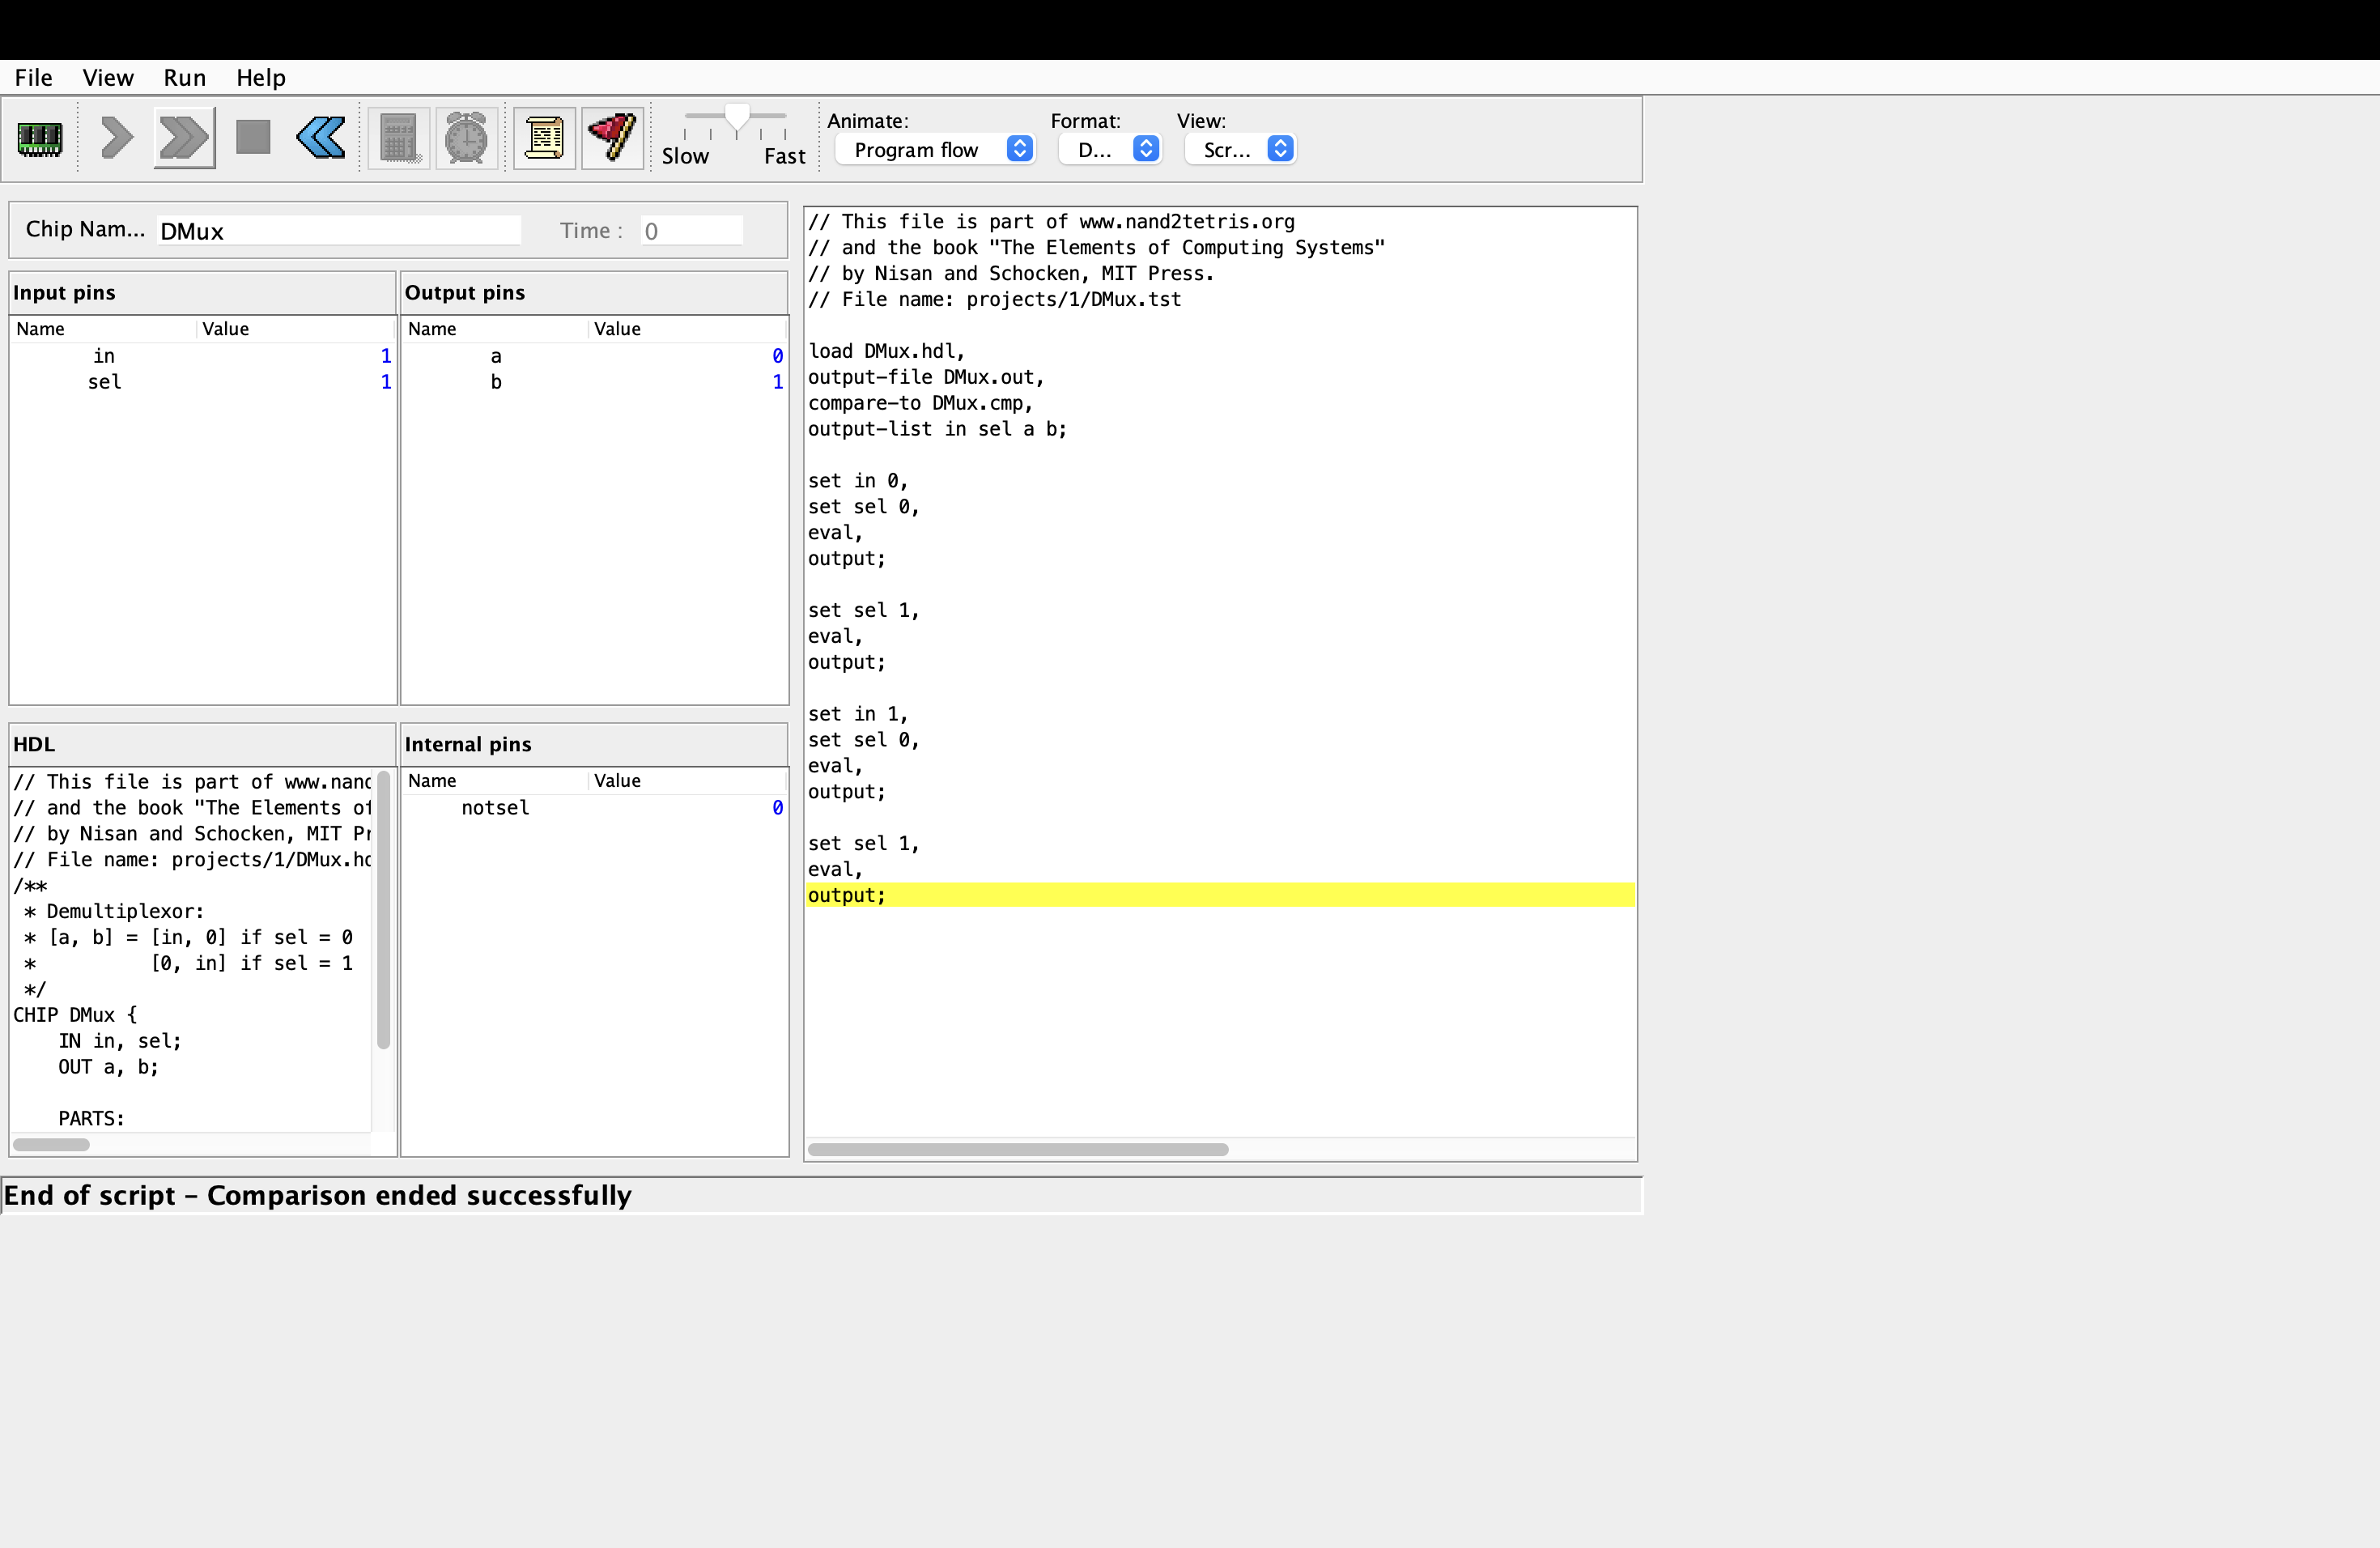 File View Run Help
Animate: Format: View:
Slow Fast Program flow D... Scr...
Chip Nam... DMux Time : 0
Input pins
Name Value
in 1
sel 1
Output pins
Name Value
a 0
b 1
HDL
// This file is part of www.nand
// and the book "The Elements of
// by Nisan and Schocken, MIT Pr
// File name: projects/1/DMux.hd
/**
* Demultiplexor:
* [a, b] = [in, 0] if sel = 0
* [0, in] if sel = 1
*/
CHIP DMux {
IN in, sel;
OUT a, b;
PARTS:
Internal pins
Name Value
notsel 0
// This file is part of www.nand2tetris.org
// and the book "The Elements of Computing Systems"
// by Nisan and Schocken, MIT Press.
// File name: projects/1/DMux.tst
load DMux.hdl,
output-file DMux.out,
compare-to DMux.cmp,
output-list in sel a b;
set in 0,
set sel 0,
eval,
output;
set sel 1,
eval,
output;
set in 1,
set sel 0,
eval,
output;
set sel 1,
eval,
output;
End of script – Comparison ended successfully